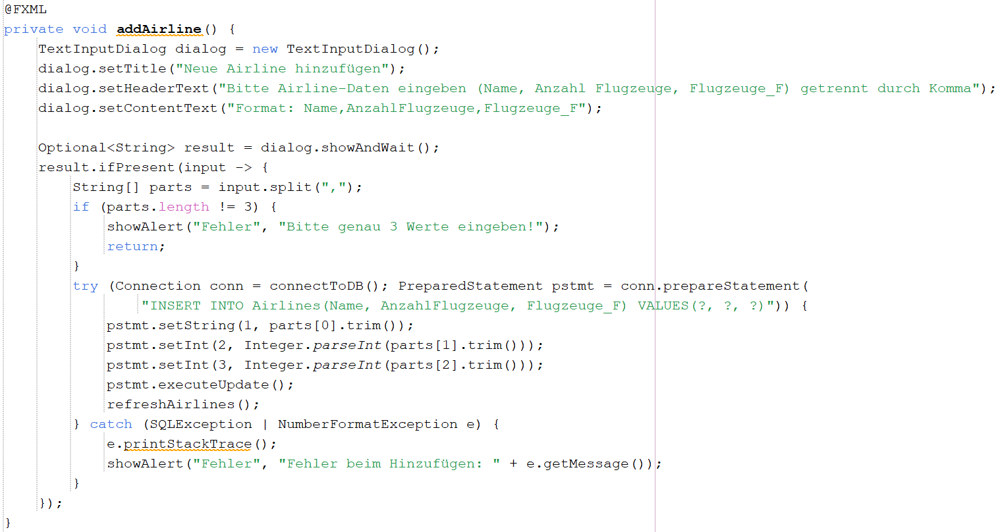 @FXML
private void addAirline() {
    TextInputDialog dialog = new TextInputDialog();
    dialog.setTitle("Neue Airline hinzufügen");
    dialog.setHeaderText("Bitte Airline-Daten eingeben (Name, Anzahl Flugzeuge, Flugzeuge_F) getrennt durch Komma");
    dialog.setContentText("Format: Name,AnzahlFlugzeuge,Flugzeuge_F");

    Optional<String> result = dialog.showAndWait();
    result.ifPresent(input -> {
        String[] parts = input.split(",");
        if (parts.length != 3) {
            showAlert("Fehler", "Bitte genau 3 Werte eingeben!");
            return;
        }
        try (Connection conn = connectToDB(); PreparedStatement pstmt = conn.prepareStatement(
                "INSERT INTO Airlines(Name, AnzahlFlugzeuge, Flugzeuge_F) VALUES(?, ?, ?)")) {
            pstmt.setString(1, parts[0].trim());
            pstmt.setInt(2, Integer.parseInt(parts[1].trim()));
            pstmt.setInt(3, Integer.parseInt(parts[2].trim()));
            pstmt.executeUpdate();
            refreshAirlines();
        } catch (SQLException | NumberFormatException e) {
            e.printStackTrace();
            showAlert("Fehler", "Fehler beim Hinzufügen: " + e.getMessage());
        }
    });
}